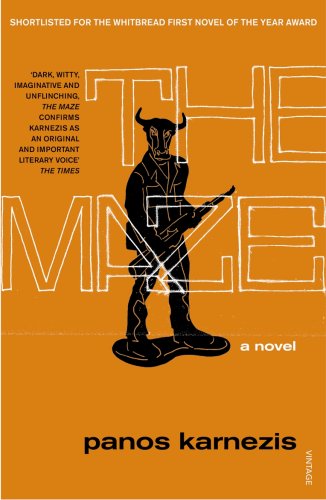 SHORTLISTED FOR THE WHITBREAD FIRST NOVEL OF THE YEAR AWARD
'DARK, WITTY,
IMAGINATIVE AND
UNFLINCHING,
THE MAZE
CONFIRMS
KARNEZIS AS
AN ORIGINAL
AND IMPORTANT
LITERARY VOICE'
THE TIMES
THE
MAZE
a novel
panos karnezis
VINTAGE